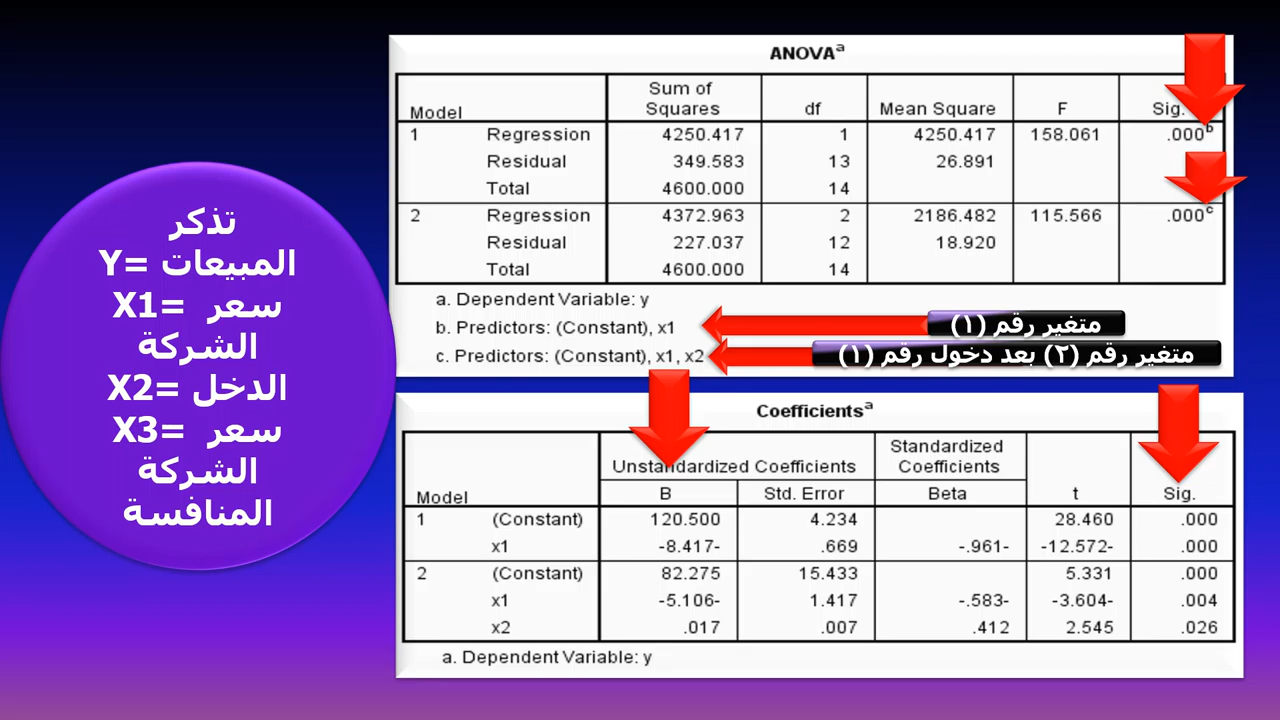 تذكر
المبيعات =Y
سعر =X1
الشركة
الدخل =X2
سعر =X3
الشركة
المنافسة
ANOVAa
Model Sum of Squares df Mean Square F Sig.
1 Regression 4250.417 1 4250.417 158.061 .000b
Residual 349.583 13 26.891
Total 4600.000 14
2 Regression 4372.963 2 2186.482 115.566 .000c
Residual 227.037 12 18.920
Total 4600.000 14
a. Dependent Variable: y
b. Predictors: (Constant), x1
متغير رقم (١)
c. Predictors: (Constant), x1, x2
متغير رقم (٢) بعد دخول رقم (١)
Coefficientsa
Unstandardized Coefficients Standardized Coefficients
Model B Std. Error Beta t Sig.
1 (Constant) 120.500 4.234 28.460 .000
x1 -8.417- .669 -.961- -12.572- .000
2 (Constant) 82.275 15.433 5.331 .000
x1 -5.106- 1.417 -.583- -3.604- .004
x2 .017 .007 .412 2.545 .026
a. Dependent Variable: y